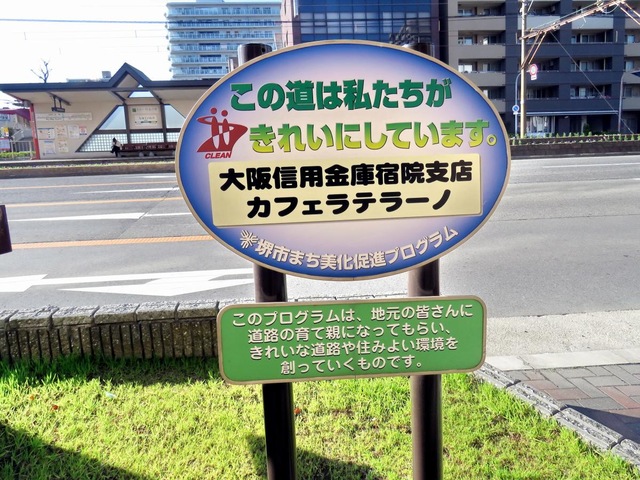 この道は私たちが
きれいにしています。
CLEAN
大阪信用金庫宿院支店
カフェラテラーノ
堺市まち美化促進プログラム
このプログラムは、地元の皆さんに
道路の育て親になってもらい、
きれいな道路や住みよい環境を
創っていくものです。